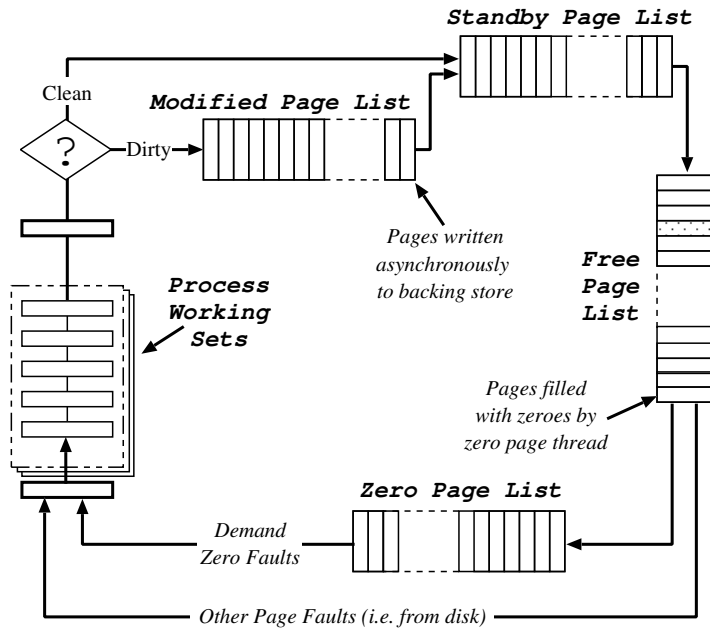 Standby Page List
Clean
Modified Page List
?
Dirty
Pages written
asynchronously
to backing store
Free
Page
List
Process
Working
Sets
Pages filled
with zeroes by
zero page thread
Zero Page List
Demand
Zero Faults
Other Page Faults (i.e. from disk)